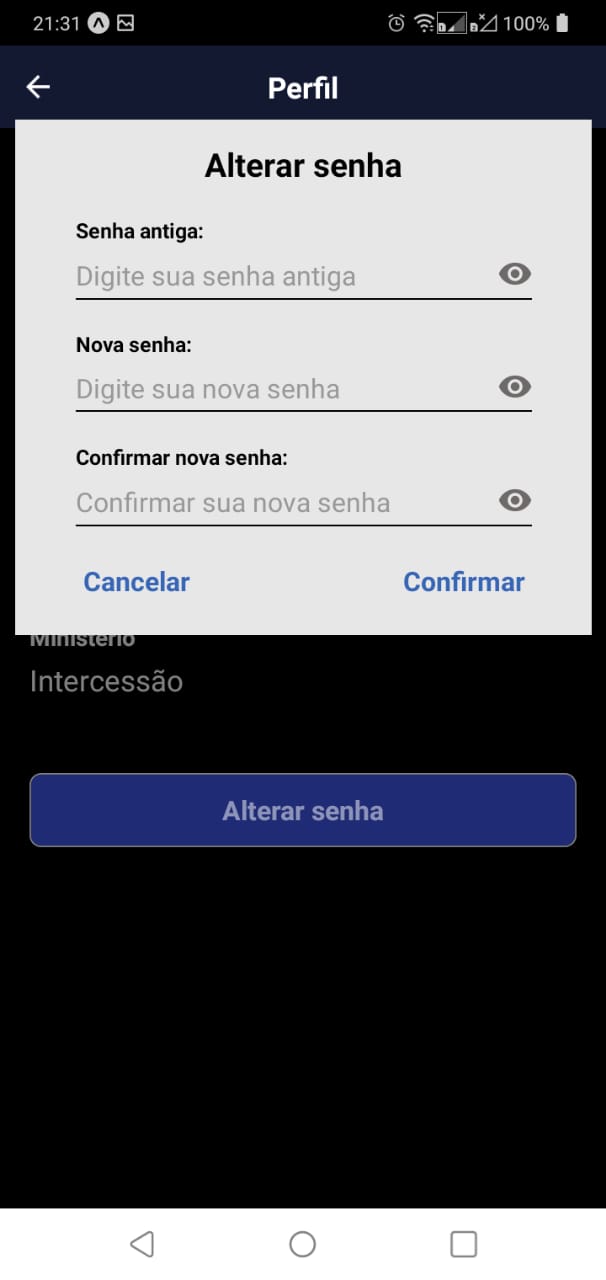 21:31
100%
Perfil
Alterar senha
Senha antiga:
Digite sua senha antiga
Nova senha:
Digite sua nova senha
Confirmar nova senha:
Confirmar sua nova senha
Cancelar Confirmar
Ministério
Intercessão
Alterar senha